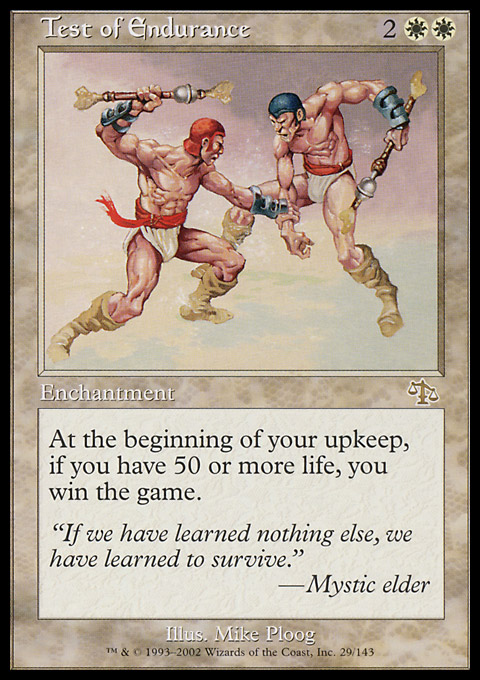 Test of Endurance 2
Enchantment
At the beginning of your upkeep,
if you have 50 or more life, you
win the game.
“If we have learned nothing else, we
have learned to survive.”
—Mystic elder
Illus. Mike Ploog
™ & © 1993–2002 Wizards of the Coast, Inc. 29/143